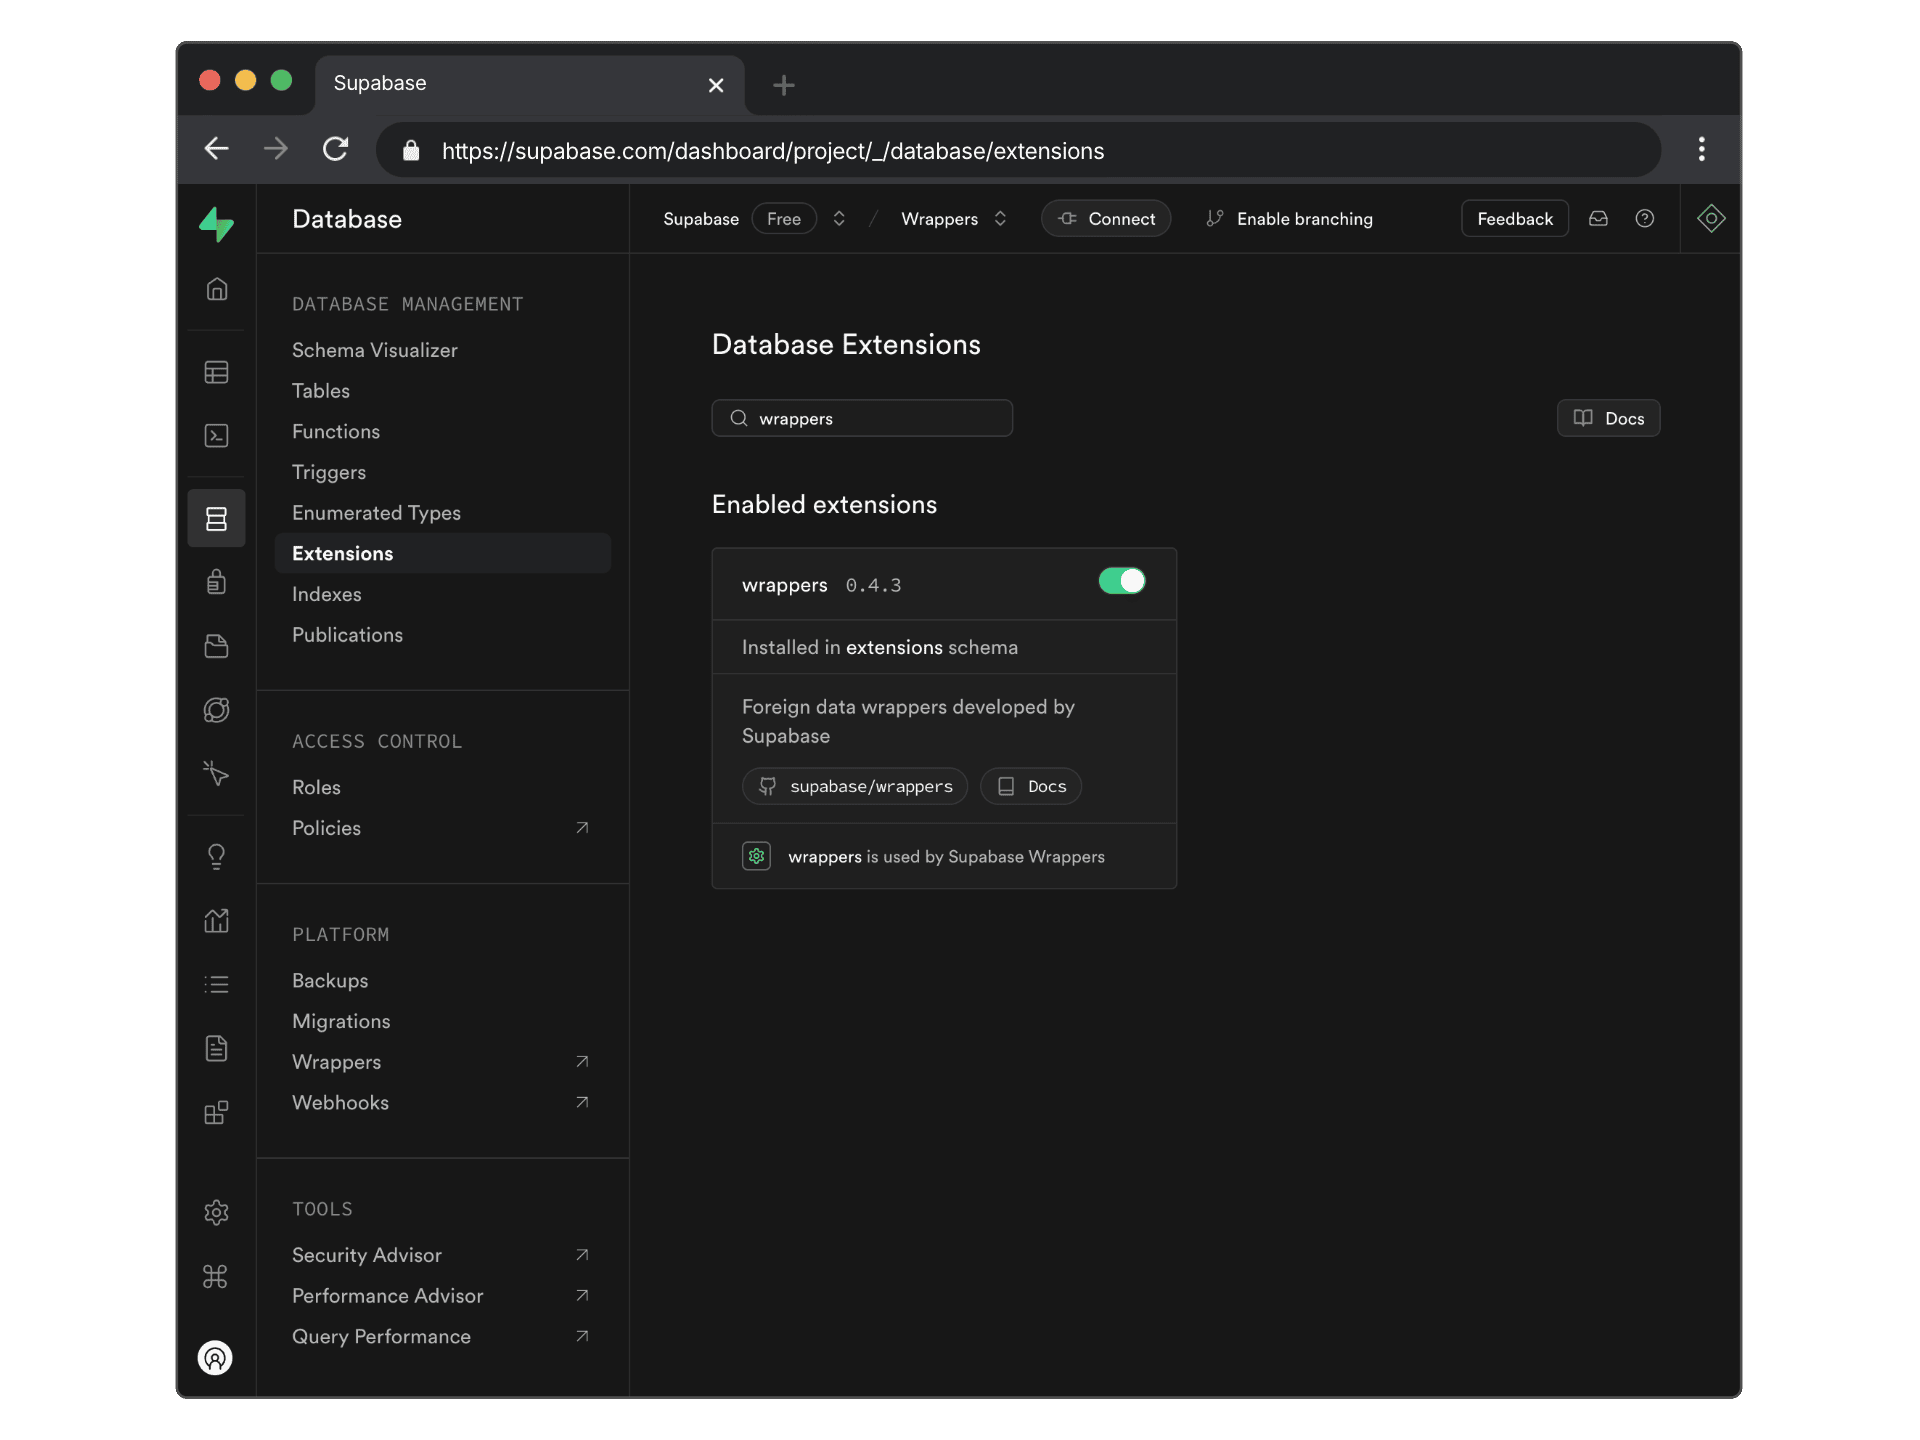 Supabase
https://supabase.com/dashboard/project/_/database/extensions
Database
Supabase Free / Wrappers Connect Enable branching Feedback
DATABASE MANAGEMENT
Schema Visualizer
Tables
Functions
Triggers
Enumerated Types
Extensions
Indexes
Publications
ACCESS CONTROL
Roles
Policies
PLATFORM
Backups
Migrations
Wrappers
Webhooks
TOOLS
Security Advisor
Performance Advisor
Query Performance
Database Extensions
wrappers
Docs
Enabled extensions
wrappers 0.4.3
Installed in extensions schema
Foreign data wrappers developed by
Supabase
supabase/wrappers Docs
wrappers is used by Supabase Wrappers